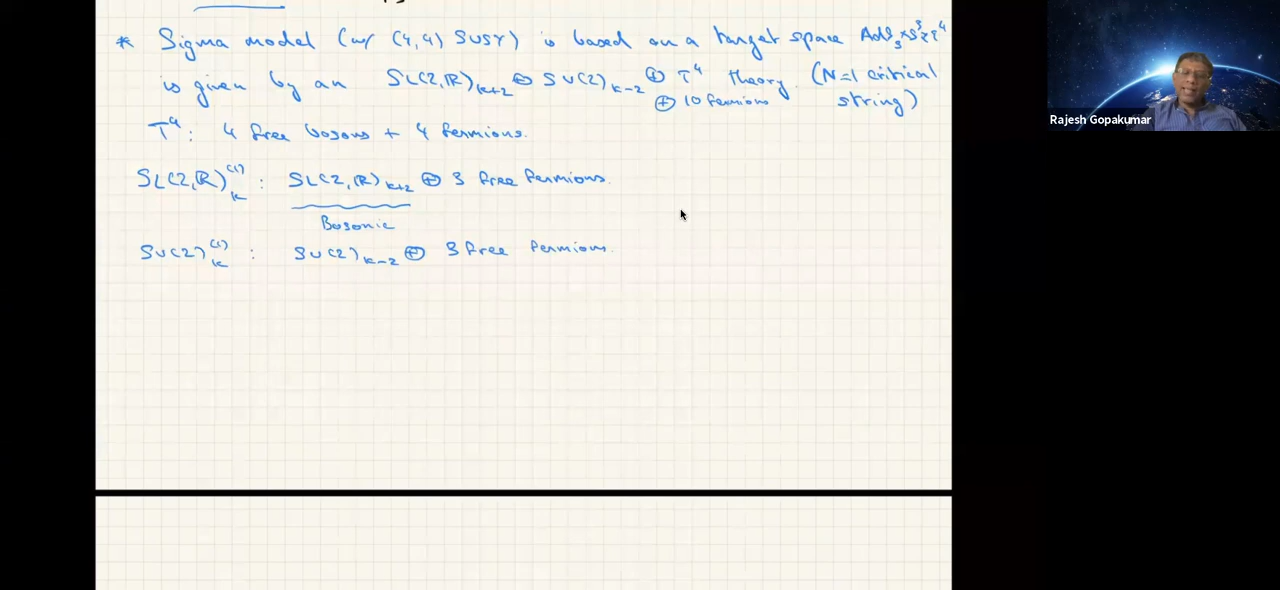 * Sigma model (w/ (4,4) SUSY) is based on a target space AdS₃×S³×T⁴
is given by an SL(2,R)_{k+2} ⊕ SU(2)_{k-2} ⊕ T⁴ theory. (N=1 critical
⊕ 10 fermions string)
T⁴ : 4 free bosons + 4 fermions.
SL(2,R)_k^{(1)} : SL(2,R)_{k+2} ⊕ 3 free fermions.
Bosonic
SU(2)_k^{(1)} : SU(2)_{k-2} ⊕ 3 free fermions.
Rajesh Gopakumar